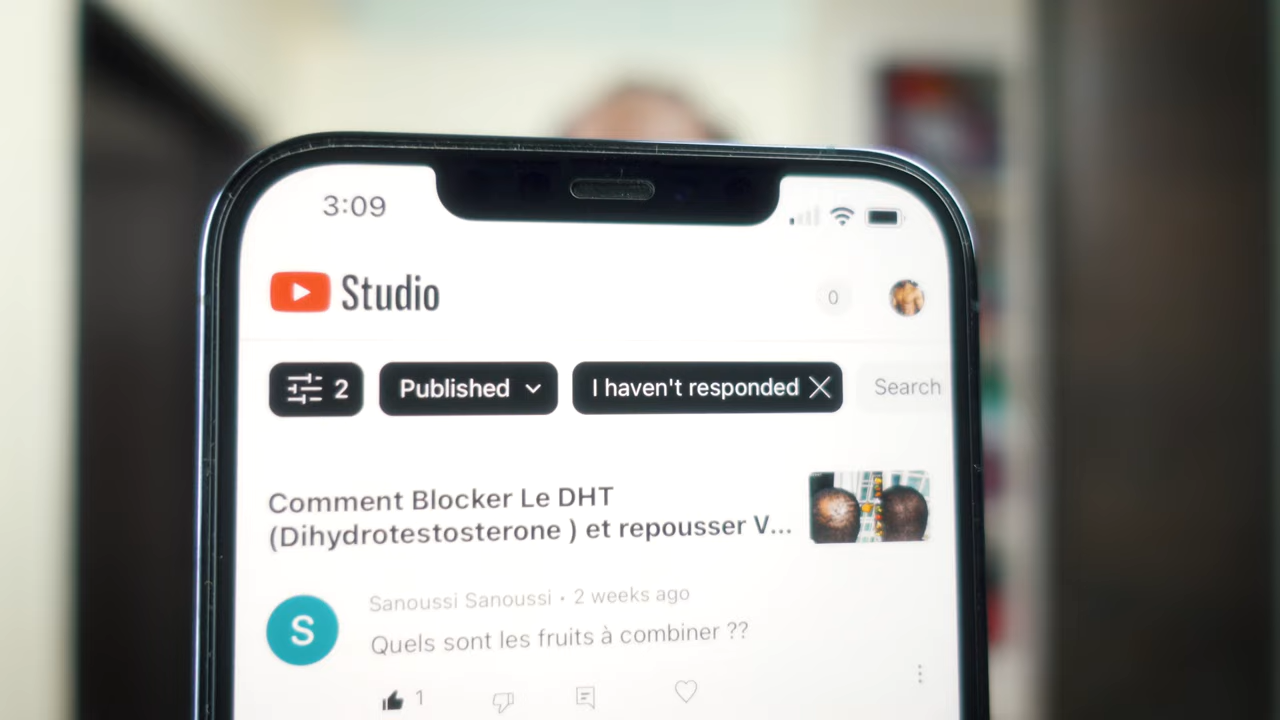 3:09
Studio
0
2
Published
I haven't responded
Search
Comment Blocker Le DHT
(Dihydrotestosterone ) et repousser V...
S
Sanoussi Sanoussi • 2 weeks ago
Quels sont les fruits à combiner ??
1